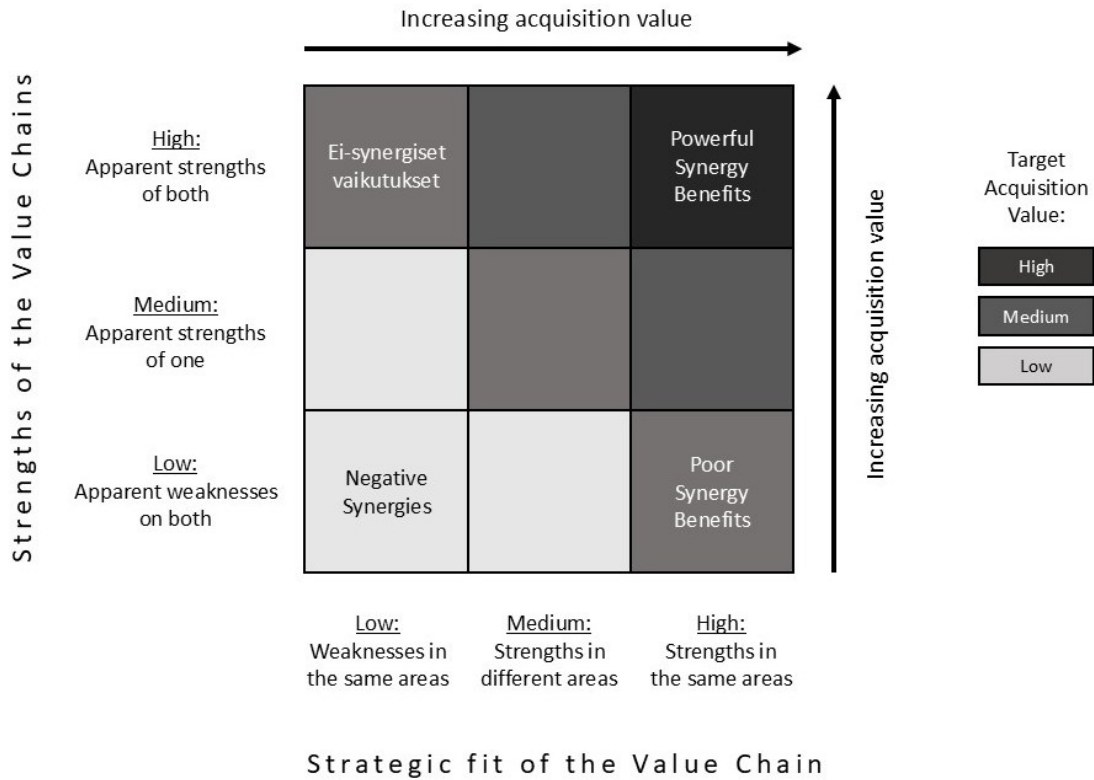 Increasing acquisition value
Strengths of the Value Chains
High:
Apparent strengths
of both
Ei-synergiset
vaikutukset
Powerful
Synergy
Benefits
Medium:
Apparent strengths
of one
Low:
Apparent weaknesses
on both
Negative
Synergies
Poor
Synergy
Benefits
Increasing acquisition value
Target
Acquisition
Value:
High
Medium
Low
Low:
Weaknesses in
the same areas
Medium:
Strengths in
different areas
High:
Strengths in
the same areas
Strategic fit of the Value Chain